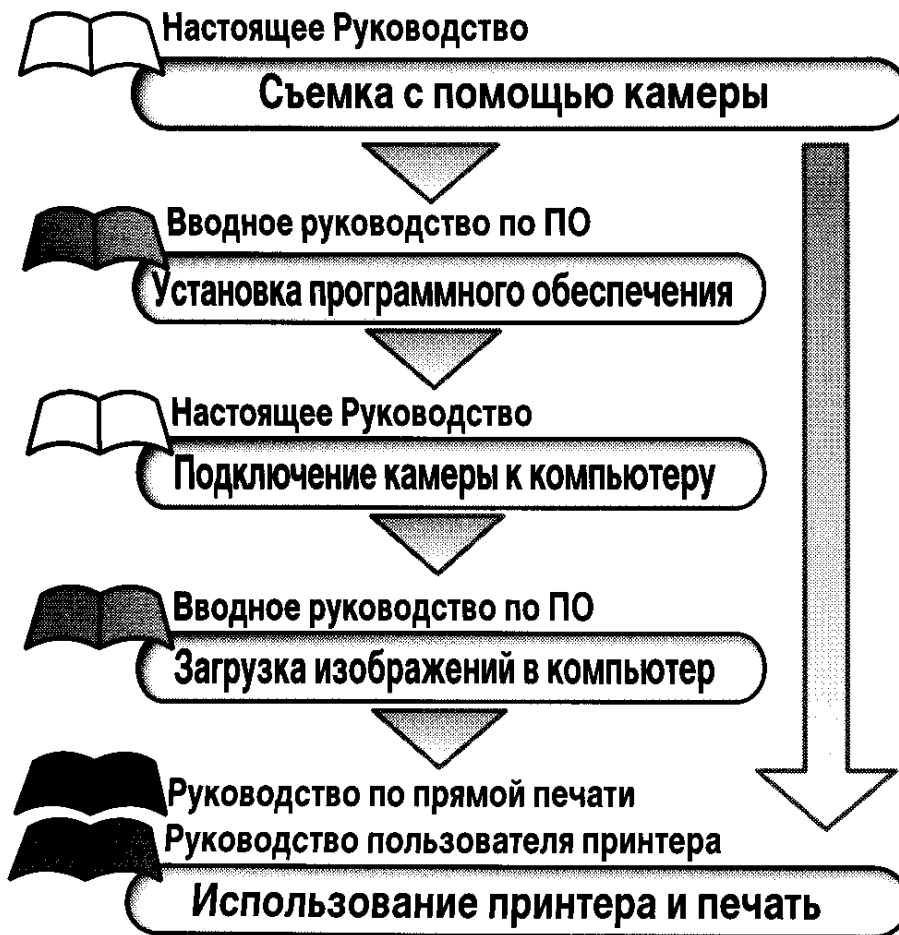 Настоящее Руководство
Съемка с помощью камеры
Вводное руководство по ПО
Установка программного обеспечения
Настоящее Руководство
Подключение камеры к компьютеру
Вводное руководство по ПО
Загрузка изображений в компьютер
Руководство по прямой печати
Руководство пользователя принтера
Использование принтера и печать